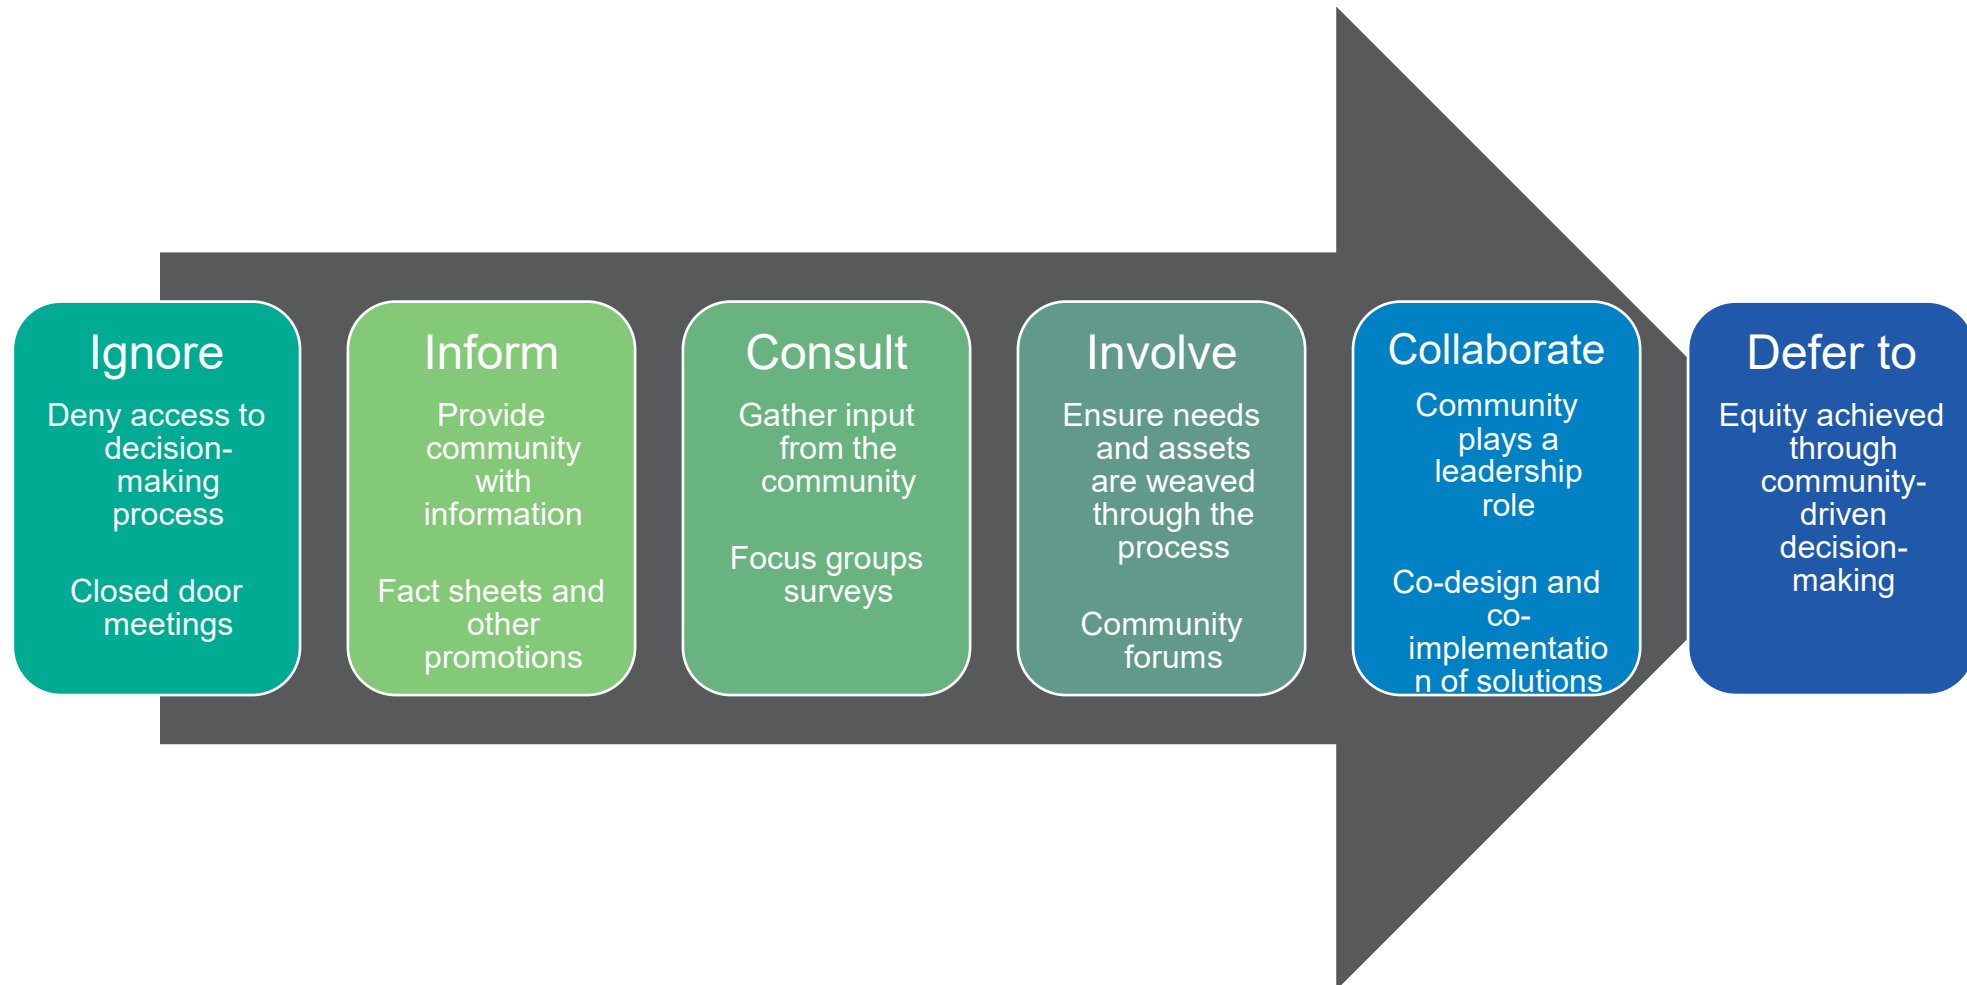 Ignore
Deny access to
decision-
making
process
Closed door
meetings
Inform
Provide
community
with
information
Fact sheets and
other
promotions
Consult
Gather input
from the
community
Focus groups
surveys
Involve
Ensure needs
and assets
are weaved
through the
process
Community
forums
Collaborate
Community
plays a
leadership
role
Co-design and
co-
implementatio
n of solutions
Defer to
Equity achieved
through
community-
driven
decision-
making